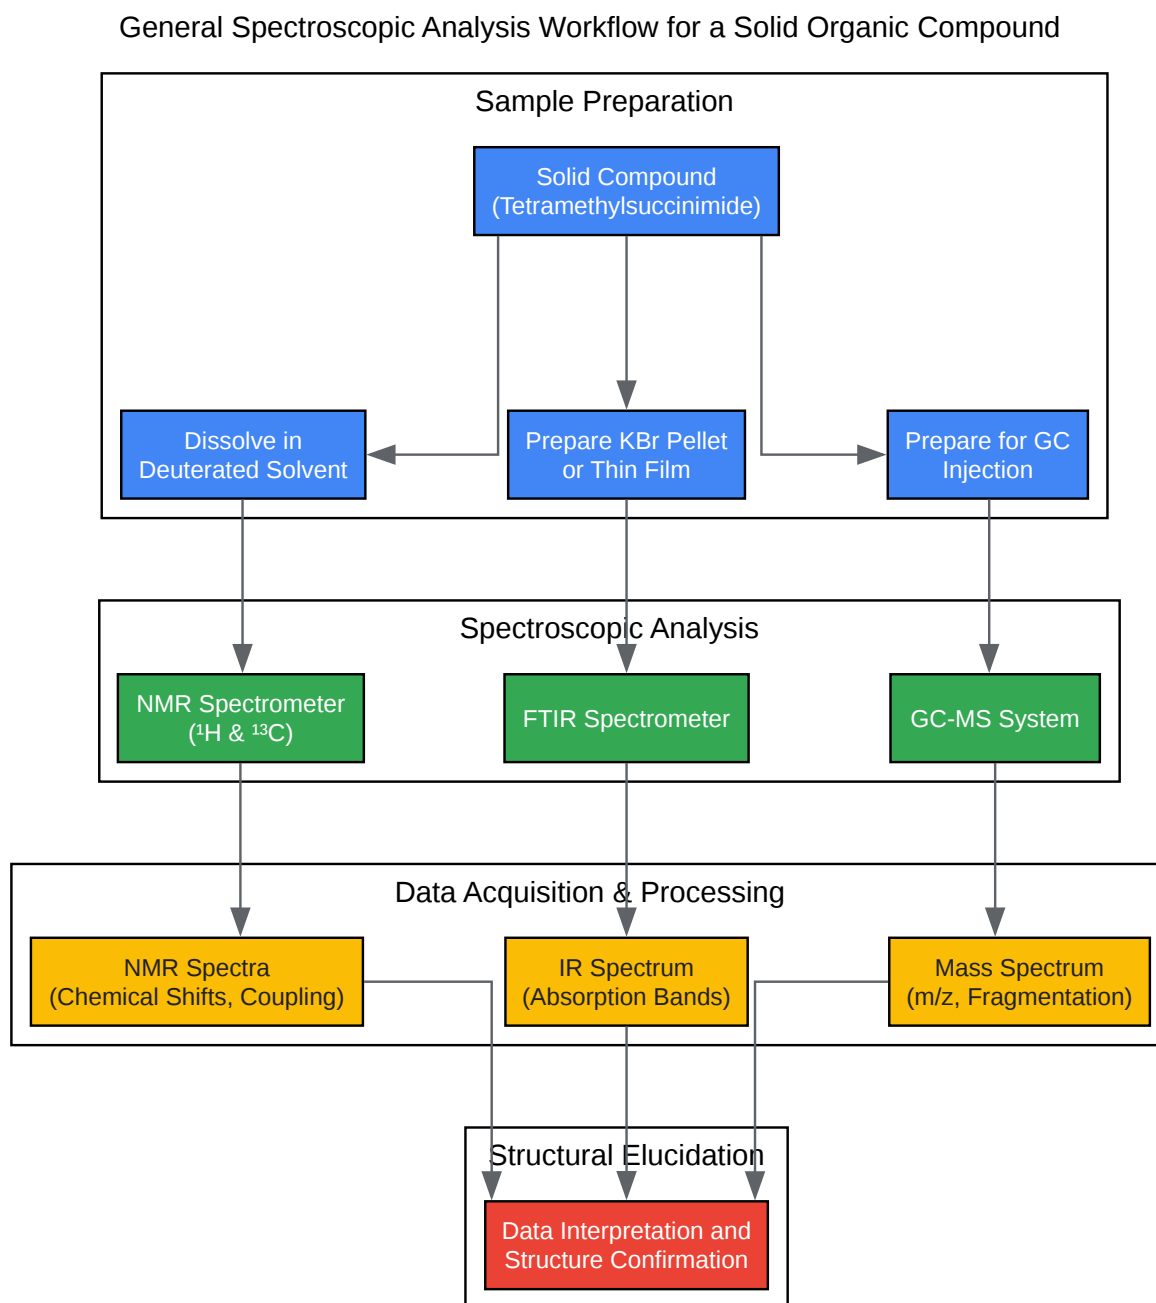 General Spectroscopic Analysis Workflow for a Solid Organic Compound
Sample Preparation
Solid Compound
(Tetramethylsuccinimide)
Dissolve in
Deuterated Solvent
Prepare KBr Pellet
or Thin Film
Prepare for GC
Injection
Spectroscopic Analysis
NMR Spectrometer
(¹H & ¹³C)
FTIR Spectrometer
GC-MS System
Data Acquisition & Processing
NMR Spectra
(Chemical Shifts, Coupling)
IR Spectrum
(Absorption Bands)
Mass Spectrum
(m/z, Fragmentation)
Structural Elucidation
Data Interpretation and
Structure Confirmation